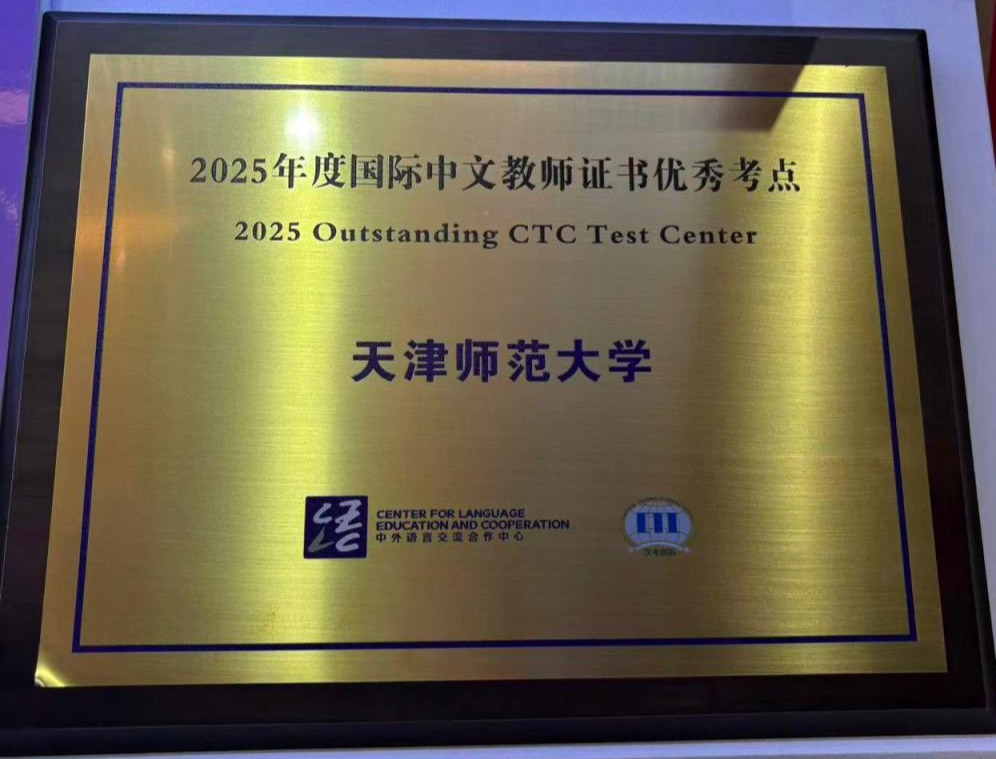 2025年度国际中文教师证书优秀考点
2025 Outstanding CTC Test Center
天津师范大学
CENTER FOR LANGUAGE
EDUCATION AND COOPERATION
中外语言交流合作中心